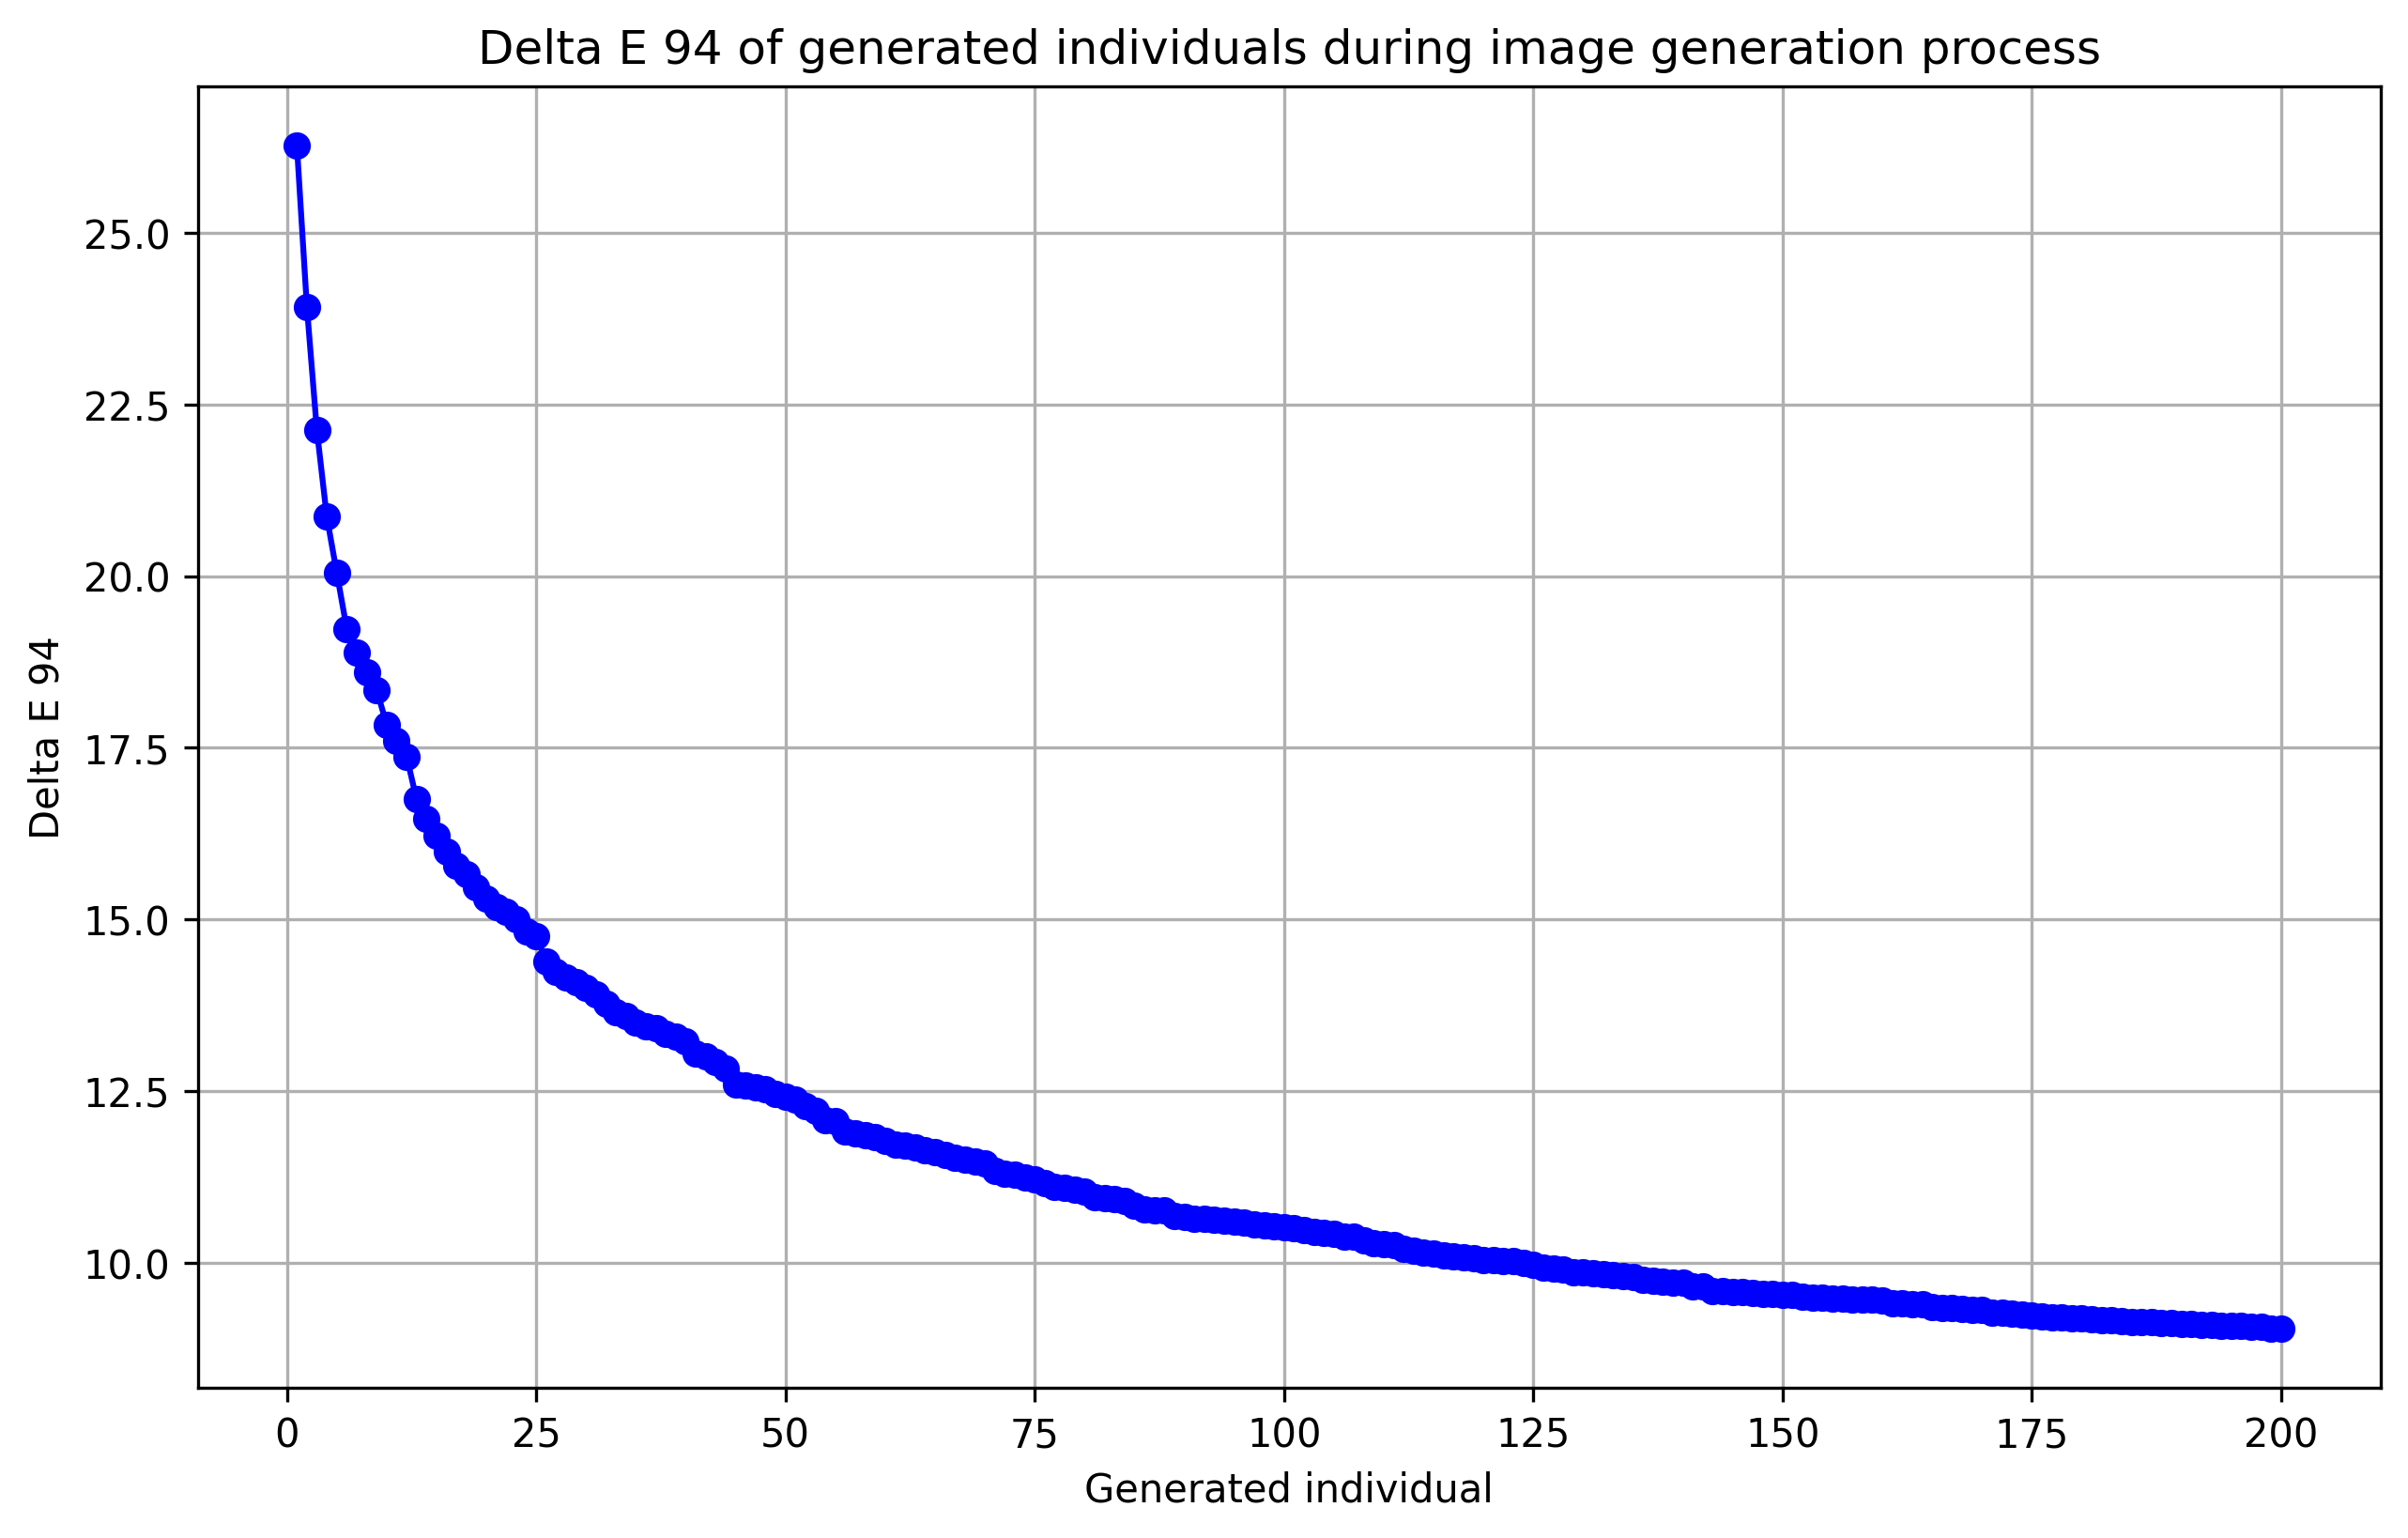 Delta E 94 of generated individuals during image generation process
25.0
22.5
20.0
17.5
15.0
12.5
10.0
Delta E 94
0 25 50 75 100 125 150 175 200
Generated individual